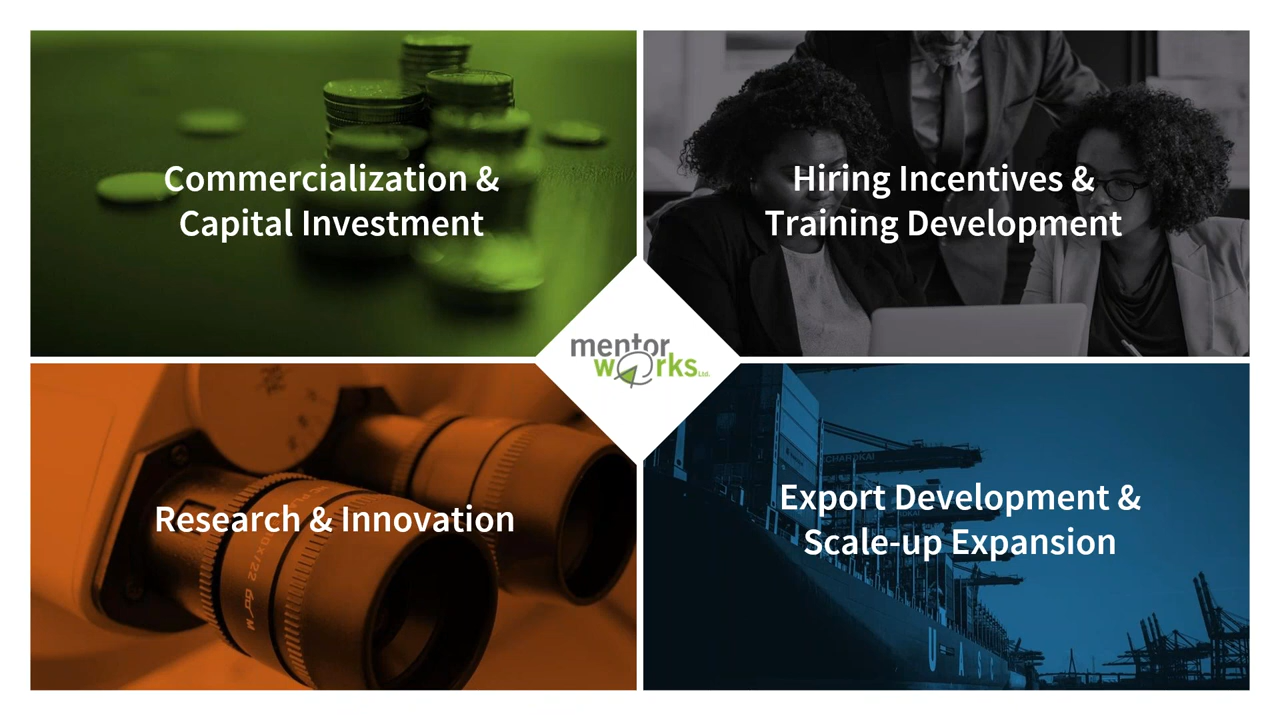 Commercialization &
Capital Investment
Hiring Incentives &
Training Development
mentor
works Ltd.
Research & Innovation
Export Development &
Scale-up Expansion
U A S